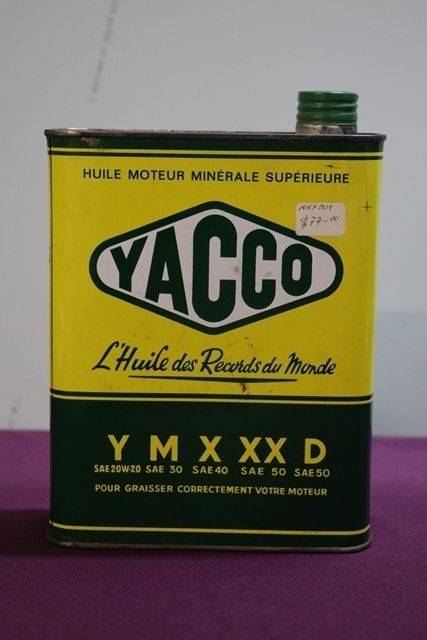 HUILE MOTEUR MINÉRALE SUPÉRIEURE
$77-00
YACCO
L'Huile des Records du Monde
Y M X XX D
SAE20W20 SAE 30 SAE40 SAE 50 SAE50
POUR GRAISSER CORRECTEMENT VOTRE MOTEUR